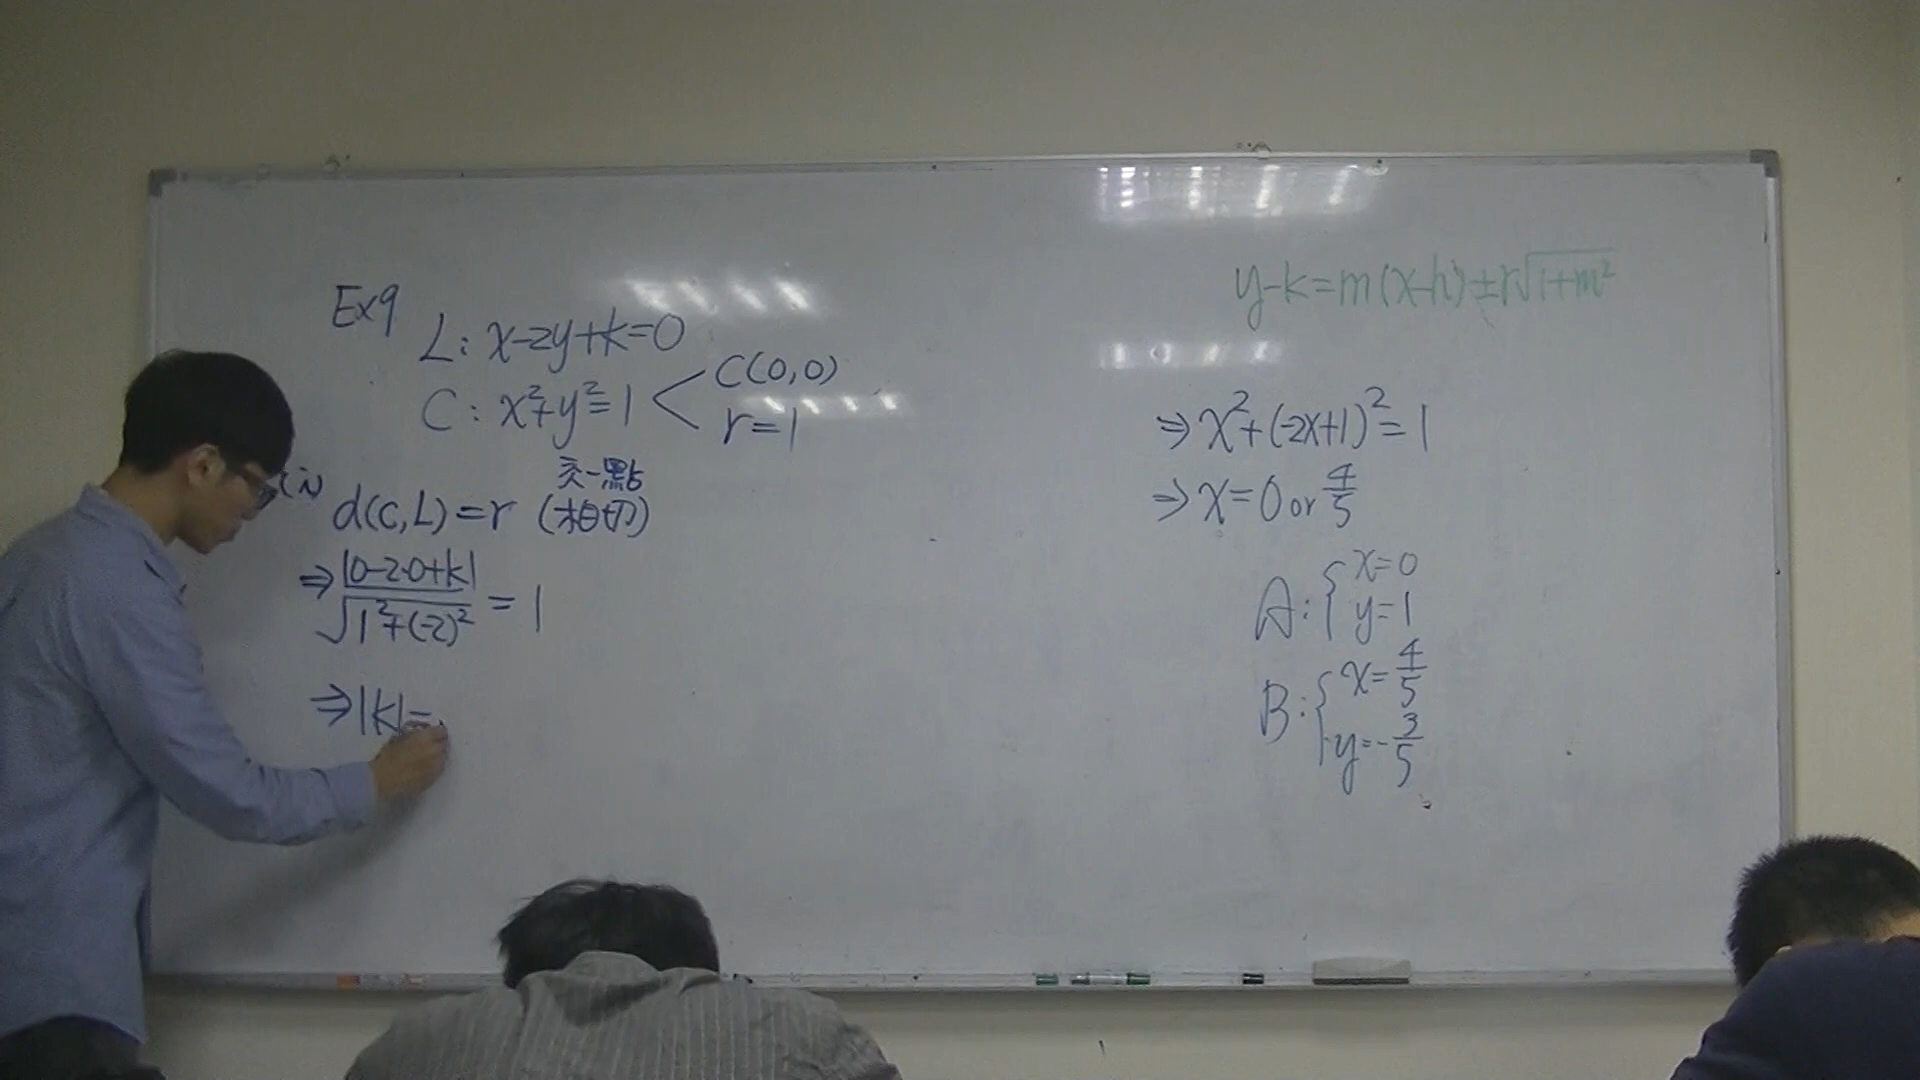 Ex9
L: x-2y+k=0
C: x²+y²=1 < C(0,0)
r=1
(i)
交一點
d(C,L)=r (相切)
⇒ |0-2·0+k| / √(1²+(-2)²) = 1
⇒ |k|=
y-k=m(x-h)±r√(1+m²)
⇒ x²+(-2x+1)²=1
⇒ x=0 or 4/5
A: { x=0
y=1
B: { x=4/5
y=-3/5